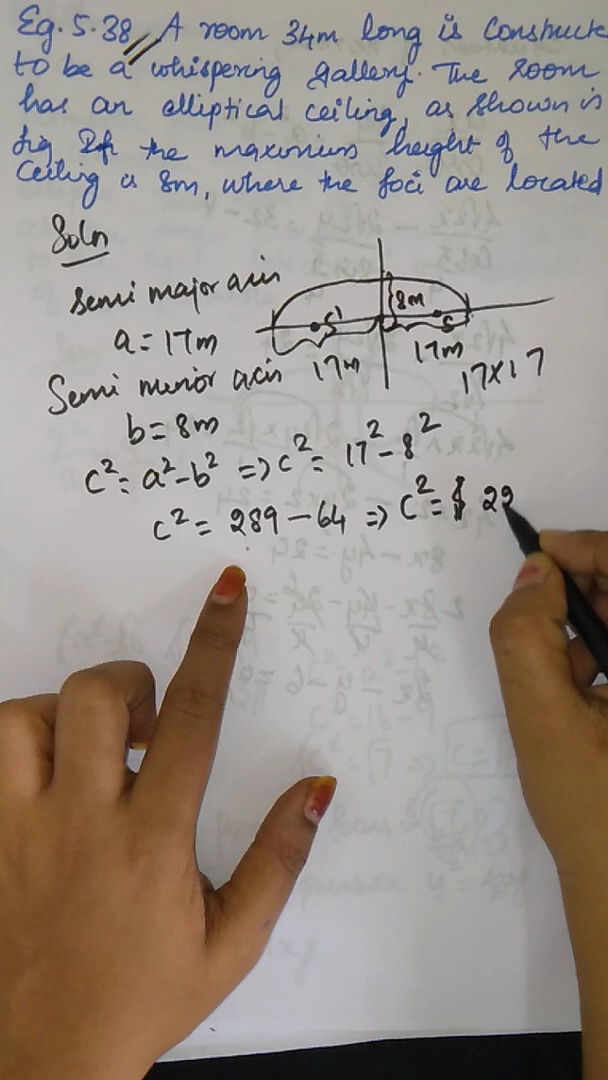 Eg. 5.38 A room 34m long is Construct
to be a whispering gallery. The room
has an elliptical ceiling, as shown in
fig If the maximum height of the
Ceiling is 8m, where the foci are located
Soln
Semi major axis
a = 17m
8m
S'
S
17m
17m
17×17
Semi minor axis
b = 8m
c² = a² - b² => c² = 17² - 8²
c² = 289 - 64 => c² = 22